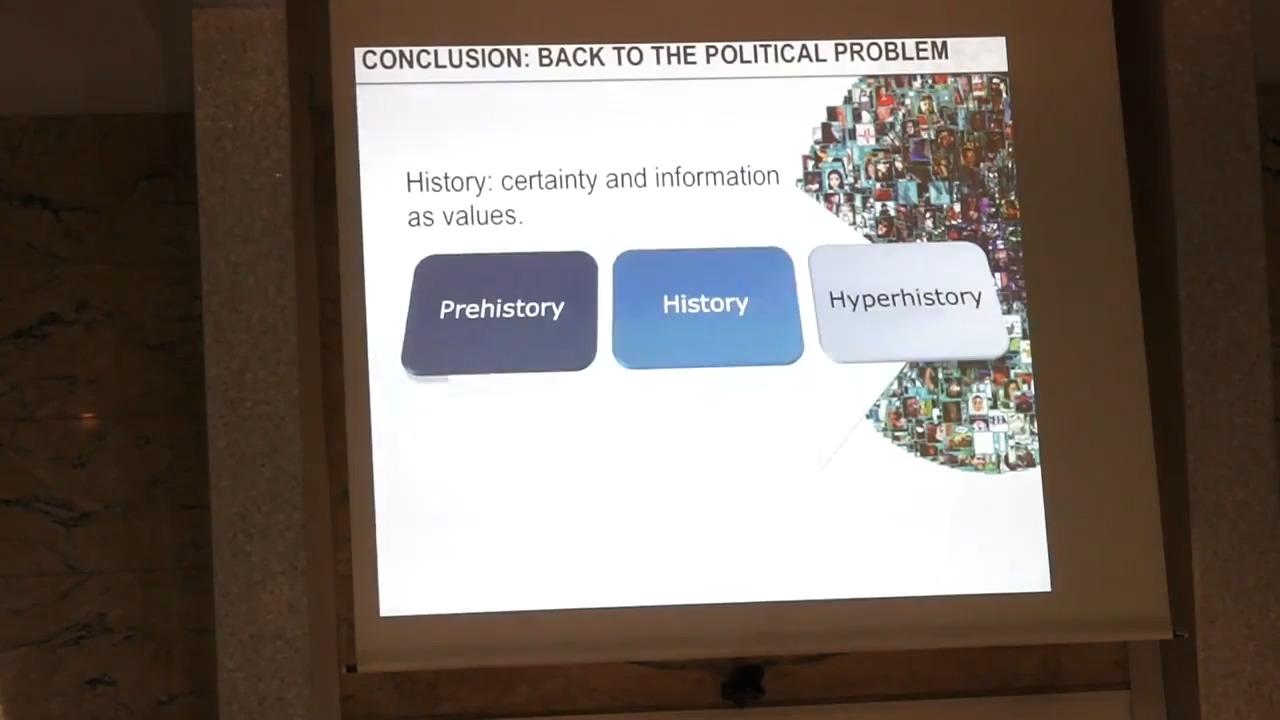 CONCLUSION: BACK TO THE POLITICAL PROBLEM
History: certainty and information
as values.
Prehistory
History
Hyperhistory